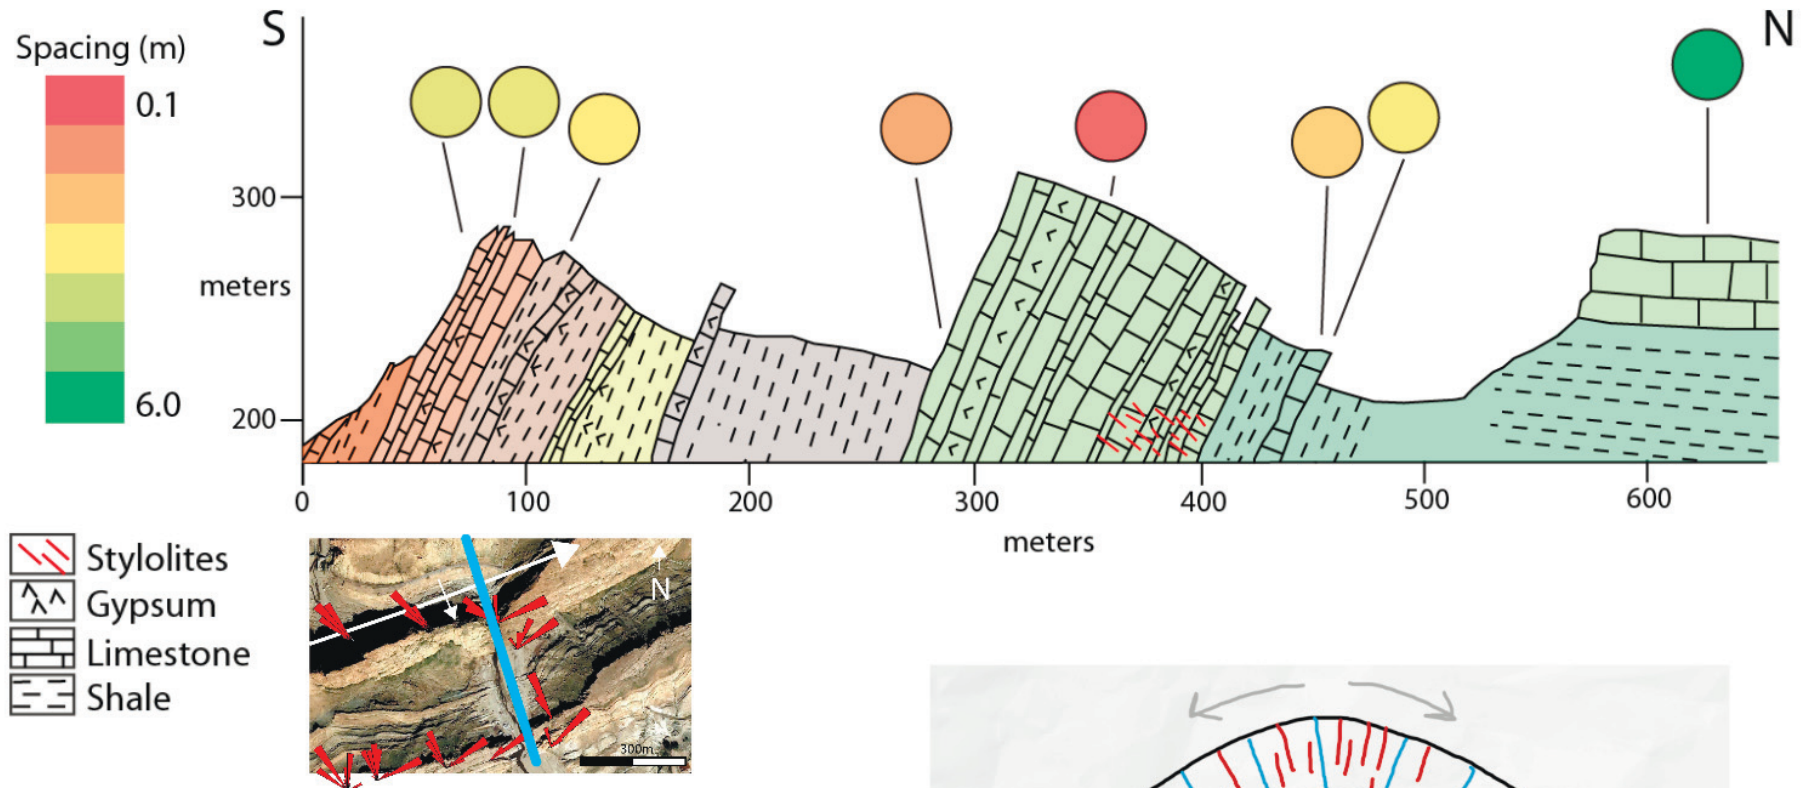 S
N
Spacing (m)
0.1
6.0
300
meters
200
0
100
200
300
400
500
600
meters
Stylolites
Gypsum
Limestone
Shale
N
300m